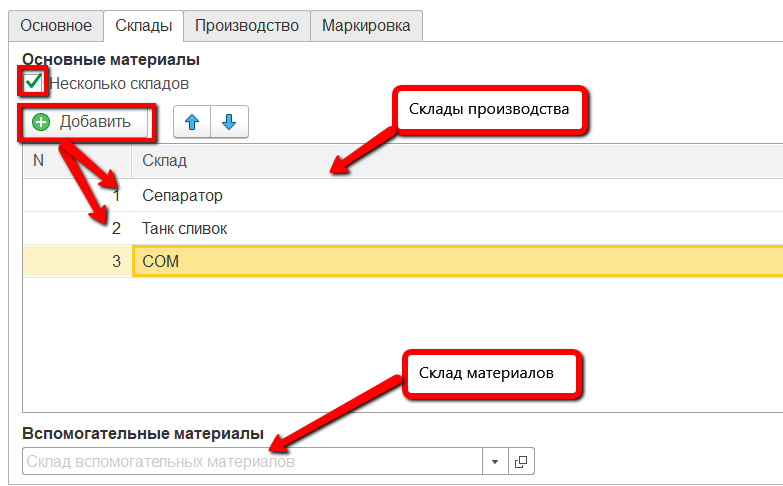 Основное Склады Производство Маркировка
Основные материалы
Несколько складов
Добавить
Склады производства
N Склад
1 Сепаратор
2 Танк сливок
3 СОМ
Склад материалов
Вспомогательные материалы
Склад вспомогательных материалов